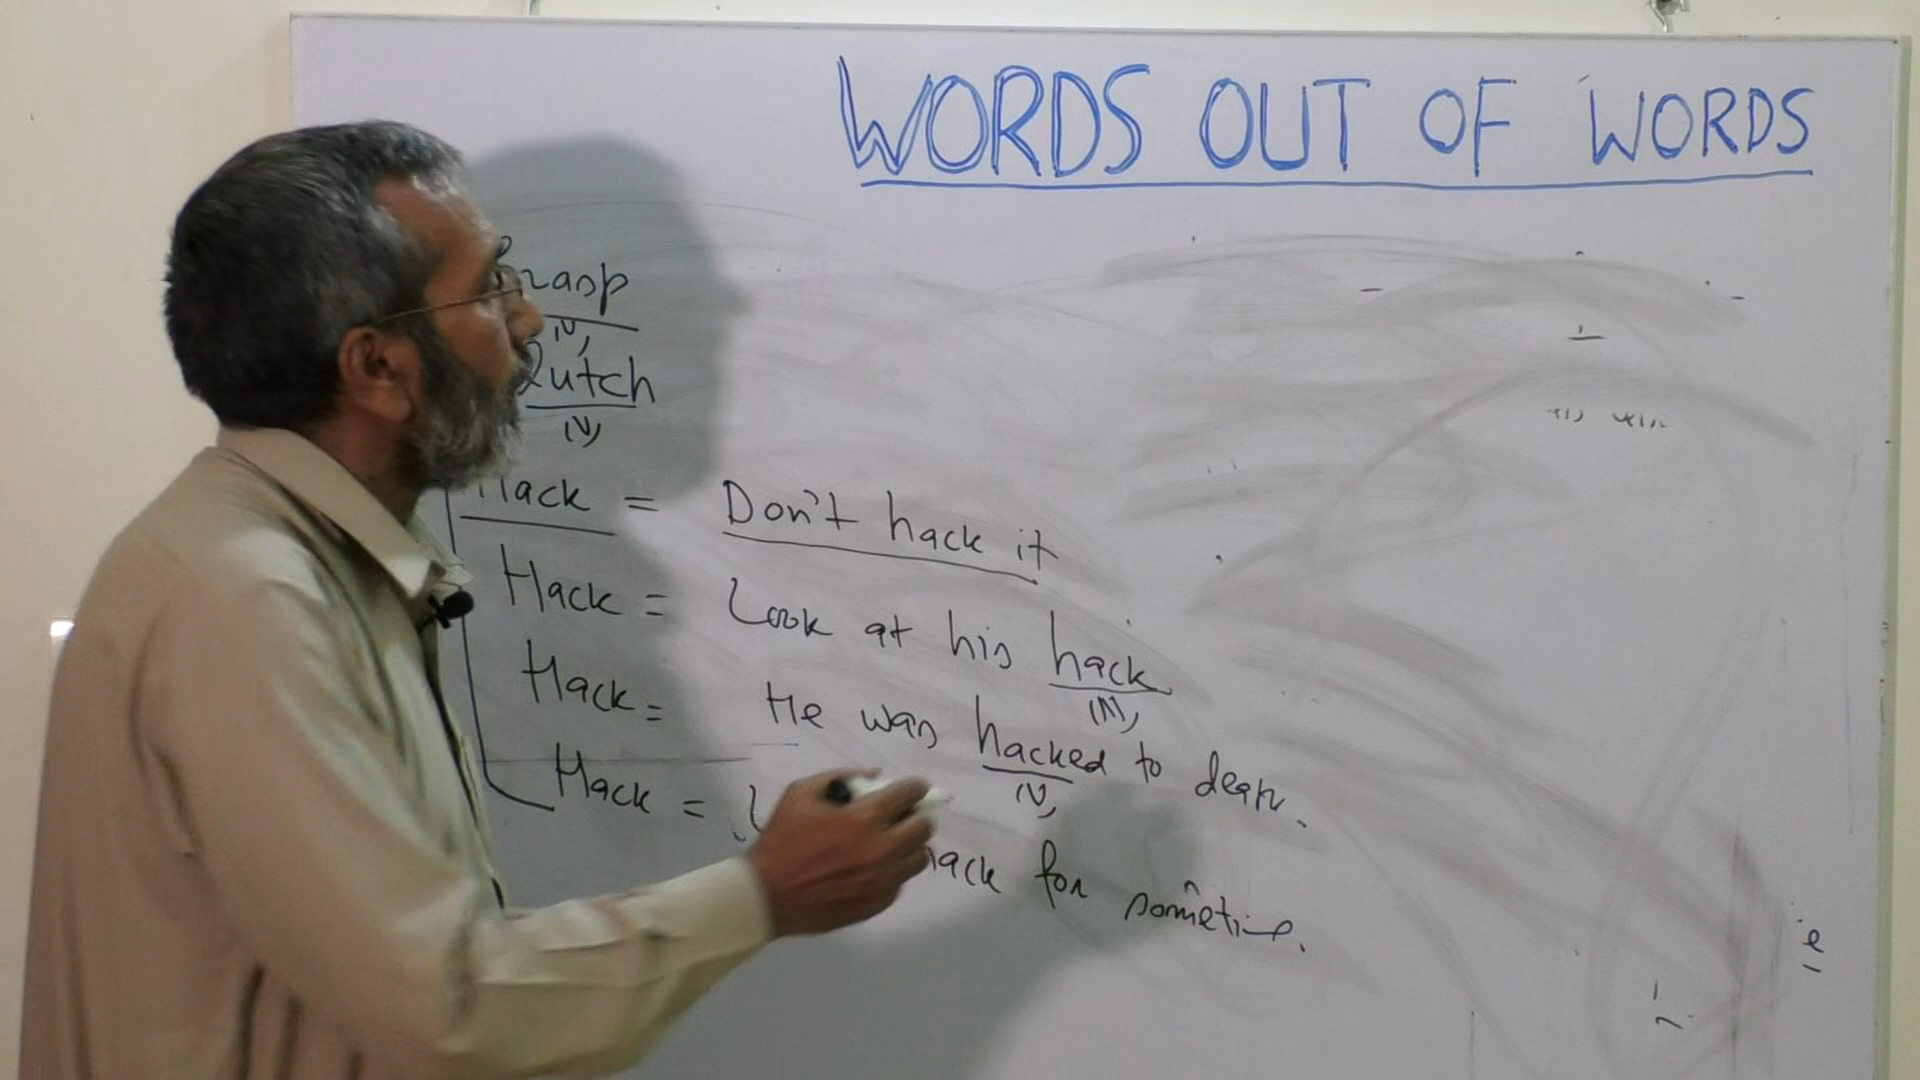 WORDS OUT OF WORDS
(V)
(V)
Hack = Don't hack it
Hack = Look at his hack
(N)
Hack = He was hacked to death.
(V)
Hack =
hack for sometime.